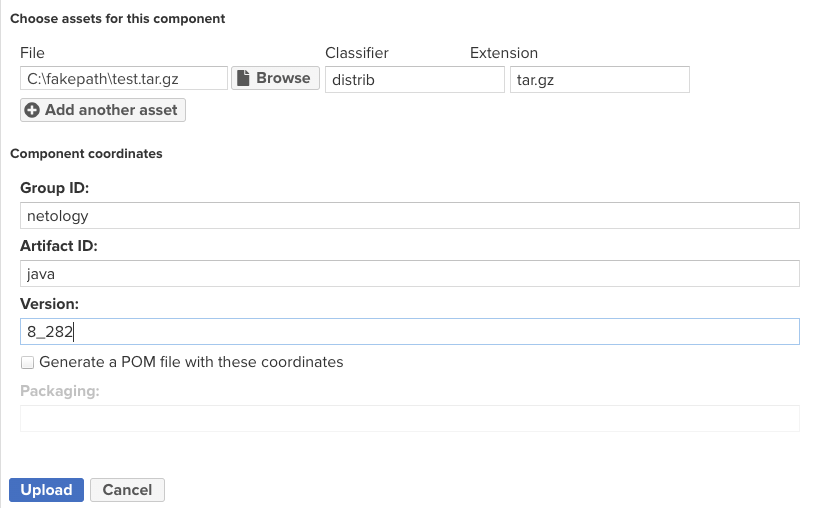 Choose assets for this component
File Classifier Extension
C:\fakepath\test.tar.gz Browse distrib tar.gz
Add another asset
Component coordinates
Group ID:
netology
Artifact ID:
java
Version:
8_282
Generate a POM file with these coordinates
Packaging:
Upload Cancel